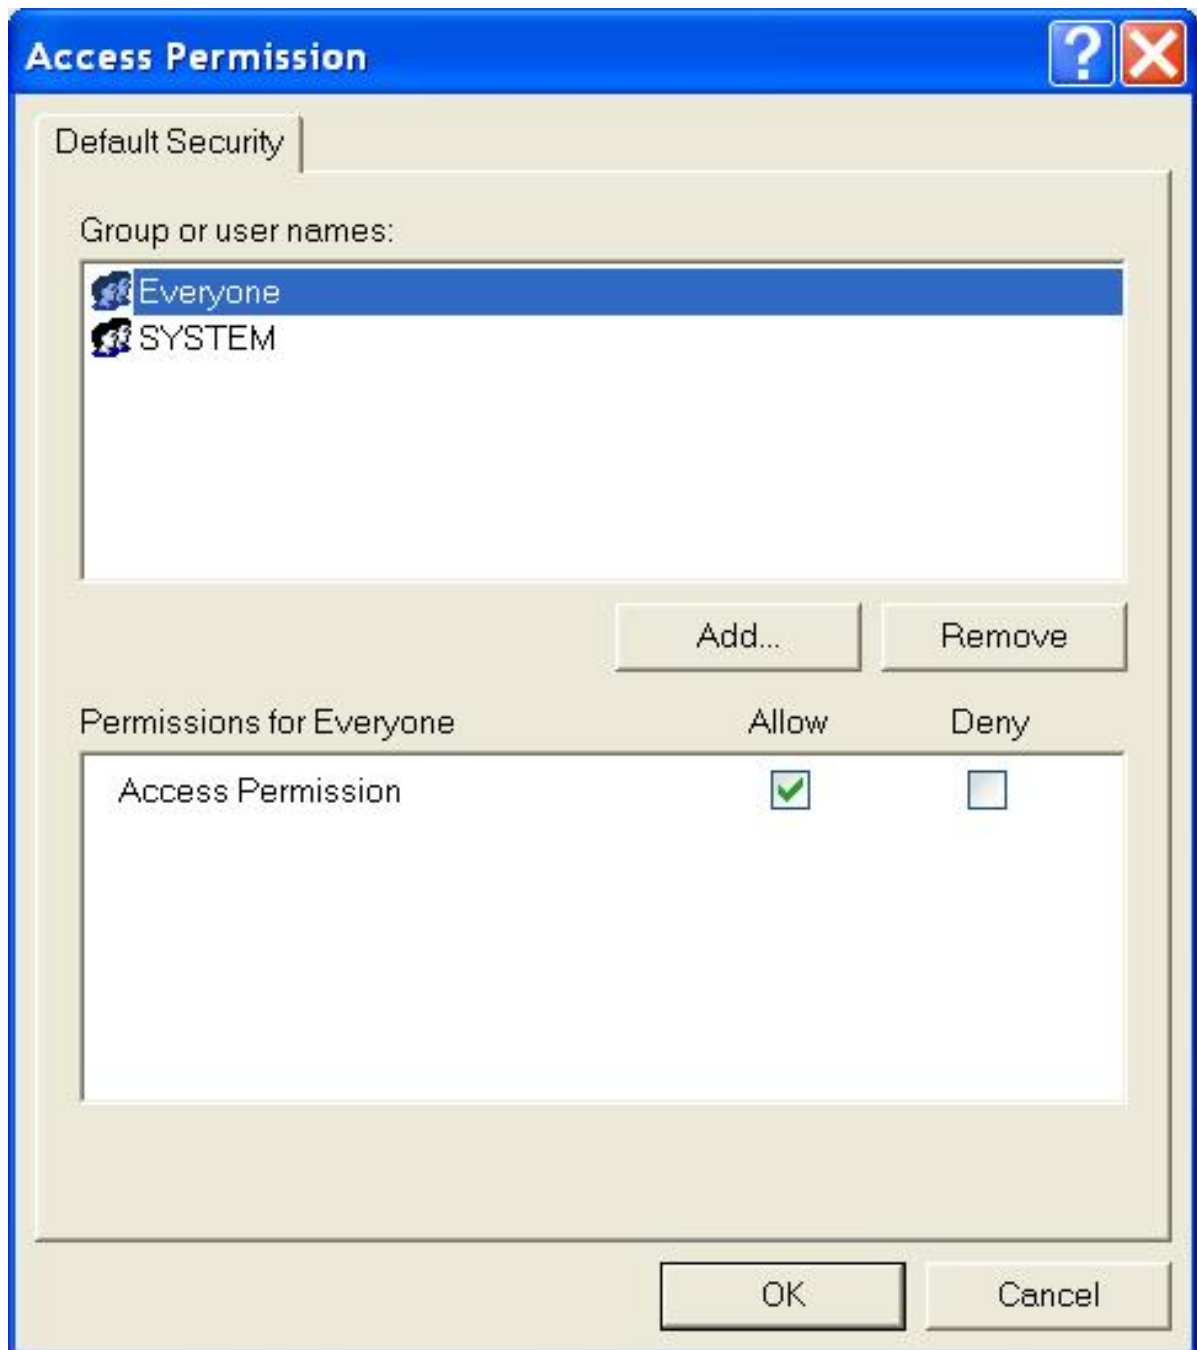 Access Permission
Default Security
Group or user names:
Everyone
SYSTEM
Add... Remove
Permissions for Everyone Allow Deny
Access Permission
OK Cancel